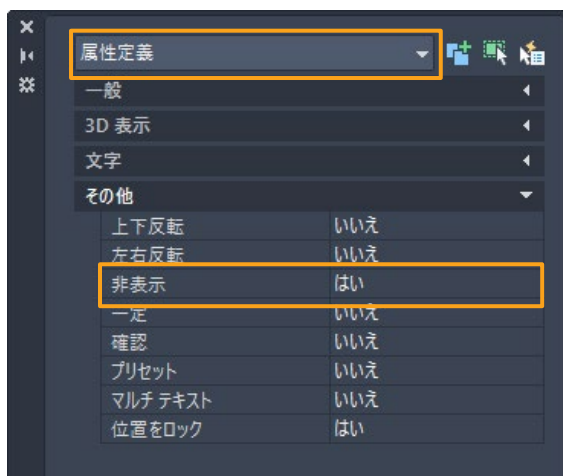 属性定義
一般
3D 表示
文字
その他
上下反転 いいえ
左右反転 いいえ
非表示 はい
一定 いいえ
確認 いいえ
プリセット いいえ
マルチ テキスト いいえ
位置をロック はい